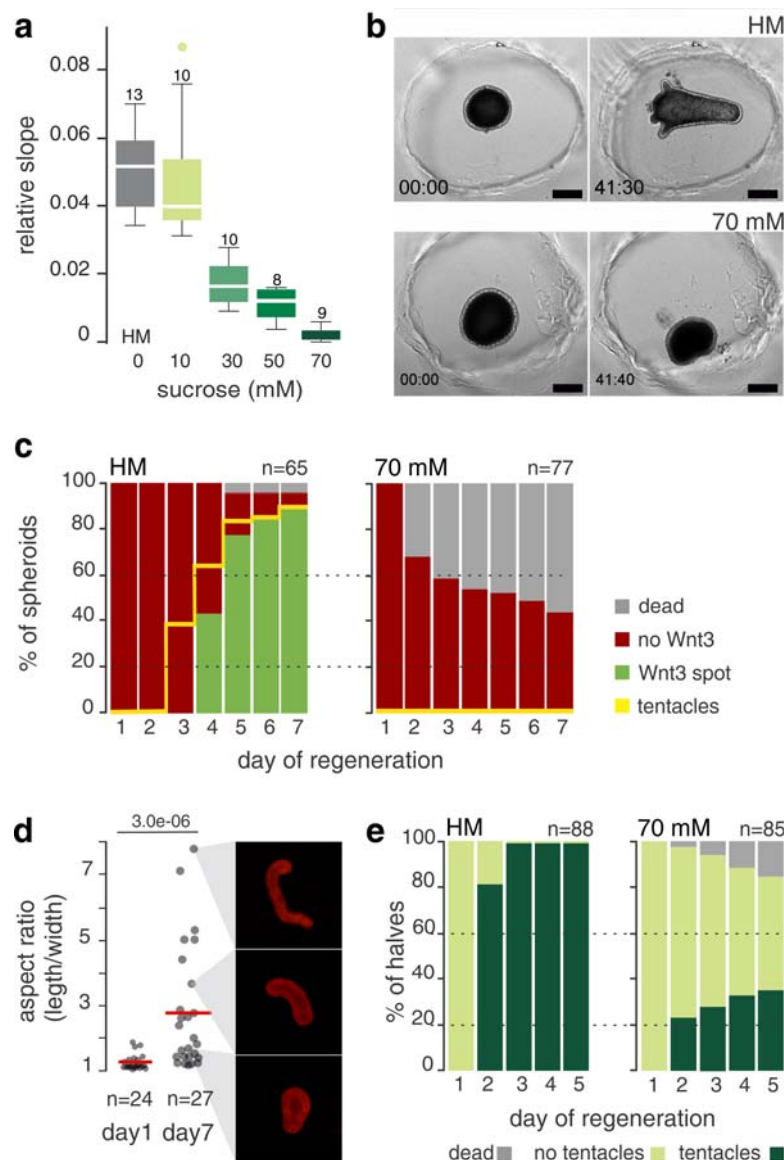 a
relative slope
0.08
0.06
0.04
0.02
0
13
10
10
8
9
HM
0 10 30 50 70
sucrose (mM)
b
HM
00:00
41:30
70 mM
00:00
41:40
c
HM n=65
70 mM n=77
% of spheroids
100
80
60
40
20
0
1 2 3 4 5 6 7
1 2 3 4 5 6 7
day of regeneration
dead
no Wnt3
Wnt3 spot
tentacles
d
3.0e-06
aspect ratio
(legth/width)
7
5
3
1
n=24 n=27
day1 day7
e
HM n=88
70 mM n=85
% of halves
100
80
60
40
20
0
1 2 3 4 5
1 2 3 4 5
day of regeneration
dead no tentacles tentacles